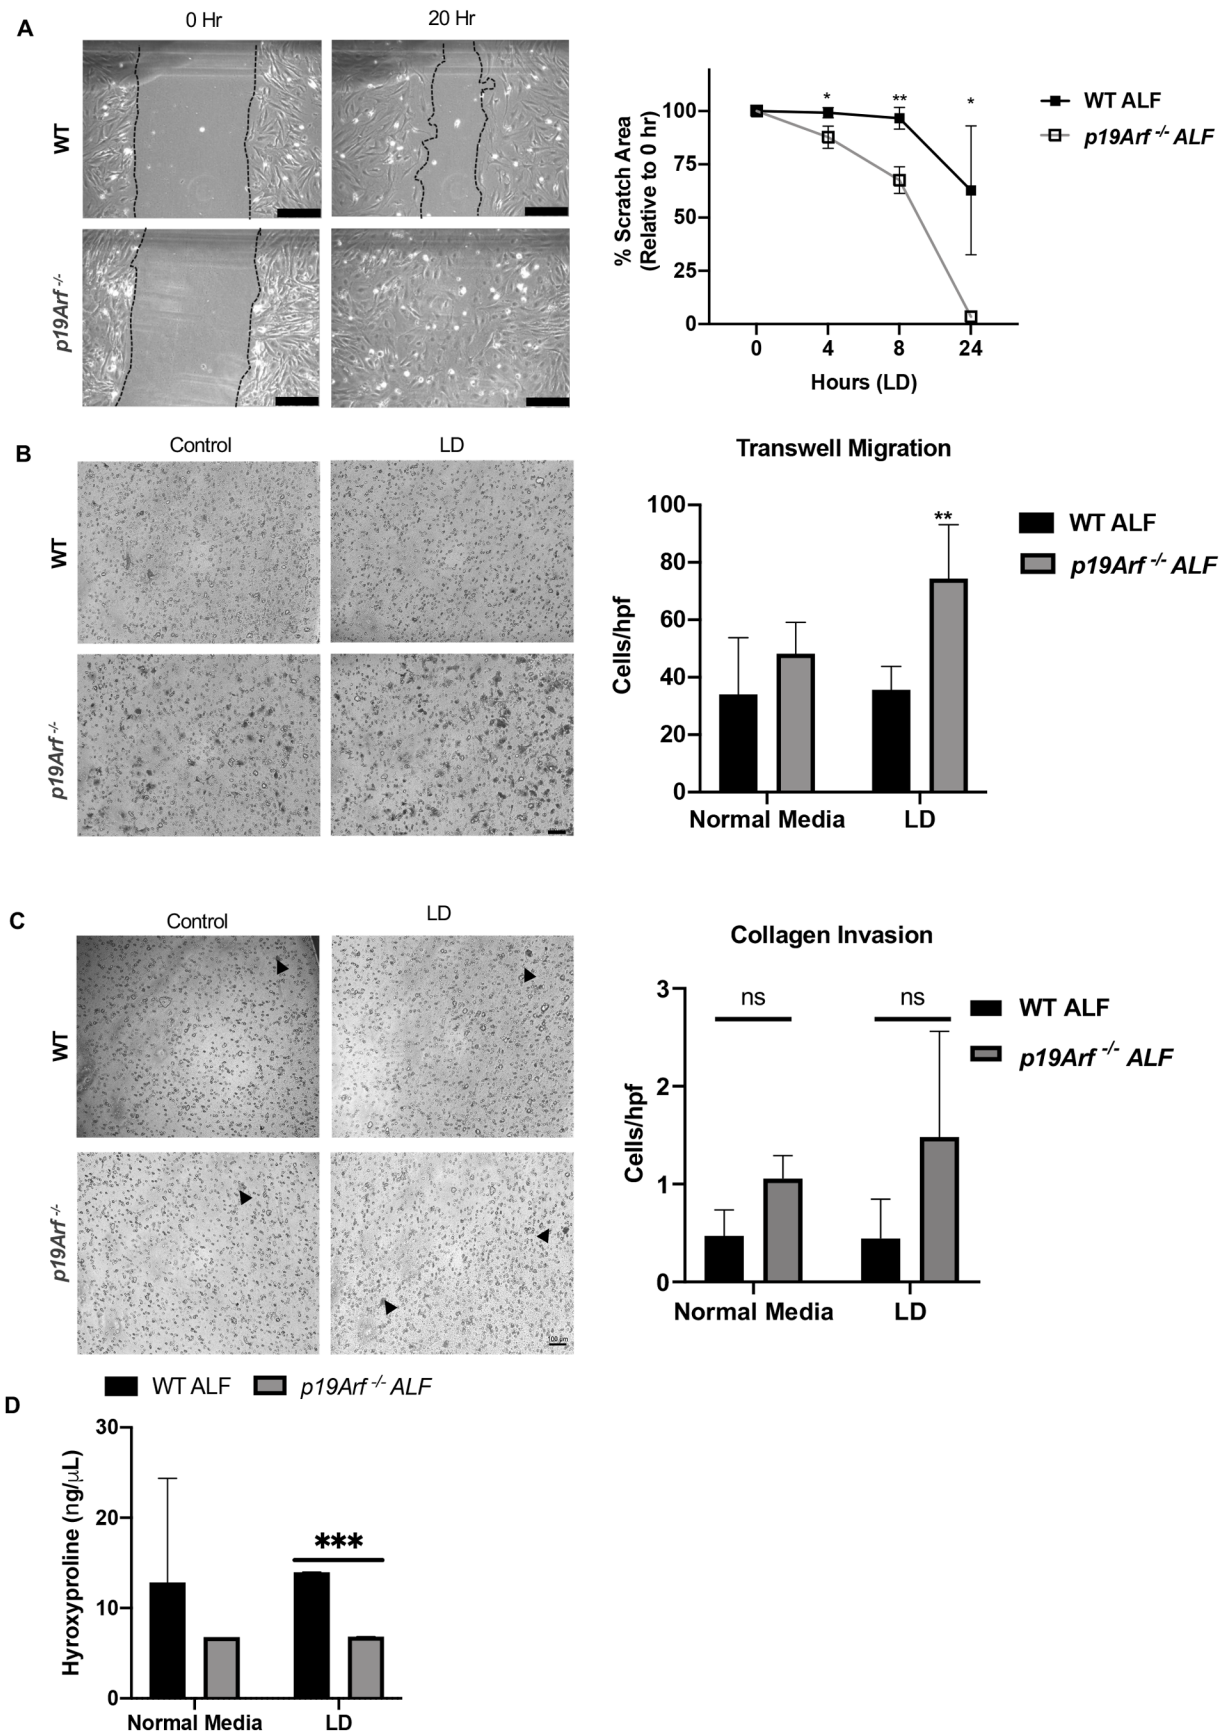 A
0 Hr
20 Hr
WT
p19Arf -/-
% Scratch Area
(Relative to 0 hr)
100
75
50
25
0
* ** *
0 4 8 24
Hours (LD)
WT ALF
p19Arf -/- ALF
B
Control
LD
WT
p19Arf -/-
Transwell Migration
Cells/hpf
100
80
60
40
20
0
**
Normal Media
LD
WT ALF
p19Arf -/- ALF
C
Control
LD
WT
p19Arf -/-
100 µm
Collagen Invasion
Cells/hpf
3
2
1
0
ns
ns
Normal Media
LD
WT ALF
p19Arf -/- ALF
D
WT ALF
p19Arf -/- ALF
Hyroxyproline (ng/µL)
30
20
10
0
***
Normal Media
LD